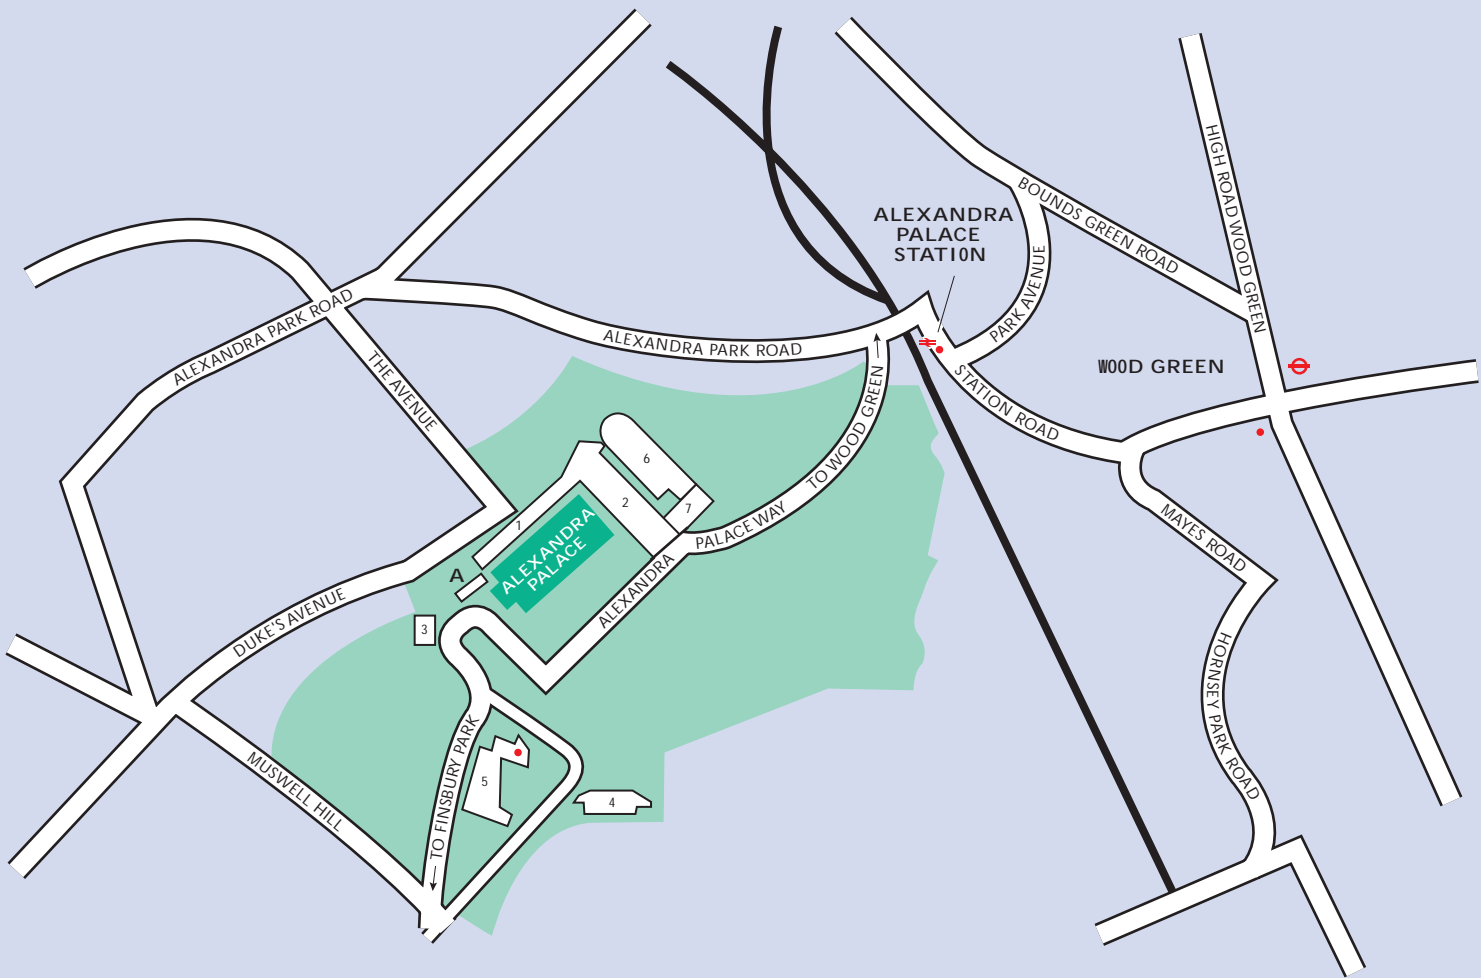 ALEXANDRA
PALACE
STATI0N
BOUNDS GREEN ROAD
HIGH ROAD WOOD GREEN
PARK AVENUE
ALEXANDRA PARK ROAD
ALEXANDRA PARK ROAD
THE AVENUE
WOOD GREEN
STATION ROAD
TO WOOD GREEN
PALACE WAY
ALEXANDRA
6
2
7
1
ALEXANDRA
PALACE
A
3
MAYES ROAD
DUKE'S AVENUE
HORNSEY PARK ROAD
MUSWELL HILL
TO FINSBURY PARK
5
4